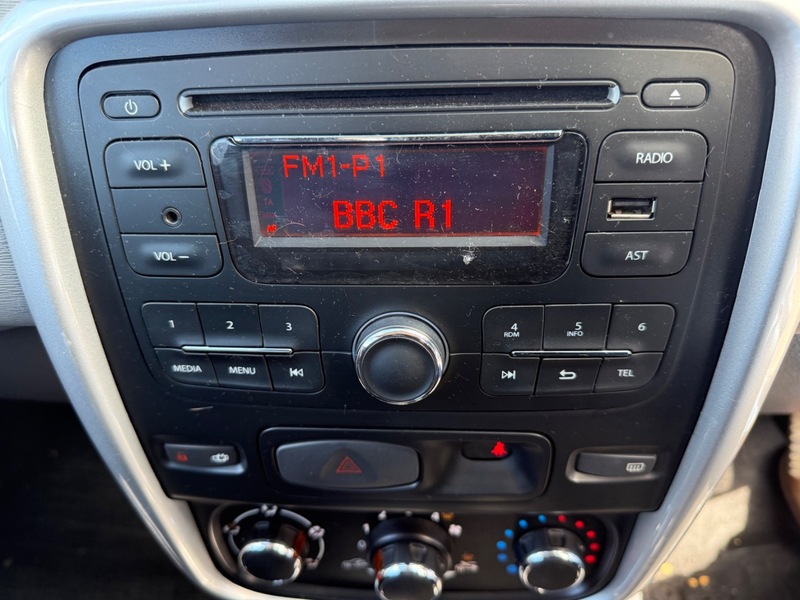 VOL +
VOL −
FM1-P1
BBC R1
RADIO
AST
1
2
3
MEDIA
MENU
4
RDM
5
INFO
6
TEL